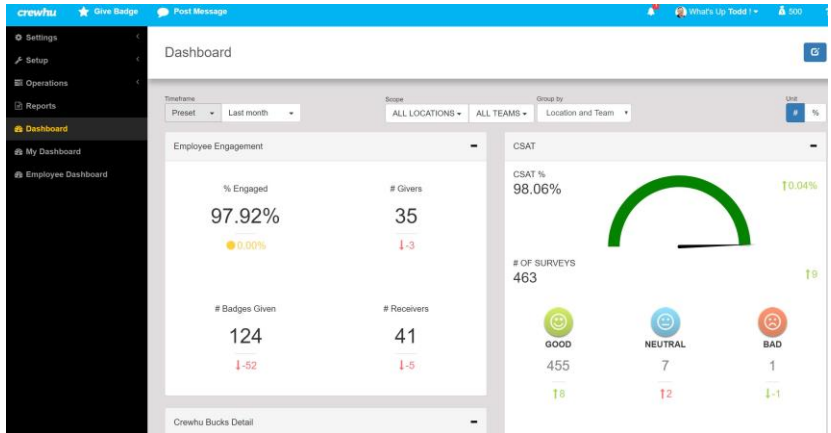 crewhu Give Badge Post Message What's Up Todd ! 500
Settings
Setup
Operations
Reports
Dashboard
My Dashboard
Employee Dashboard
Dashboard
Timeframe Scope Group by Unit
Preset Last month ALL LOCATIONS ALL TEAMS Location and Team # %
Employee Engagement
% Engaged # Givers
97.92% 35
0.00% -3
# Badges Given # Receivers
124 41
-52 -5
Crewhu Bucks Detail
CSAT
CSAT %
98.06% 0.04%
# OF SURVEYS
463 9
GOOD NEUTRAL BAD
455 7 1
8 2 -1